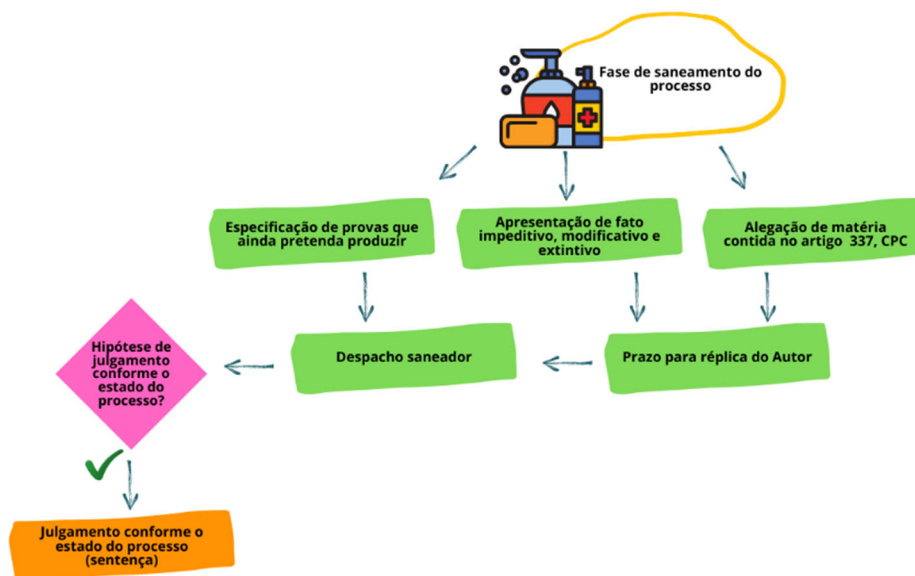 Fase de saneamento do
processo
Especificação de provas que
ainda pretenda produzir
Apresentação de fato
impeditivo, modificativo e
extintivo
Alegação de matéria
contida no artigo 337, CPC
Hipótese de
julgamento
conforme o
estado do
processo?
Despacho saneador
Prazo para réplica do Autor
Julgamento conforme o
estado do processo
(sentença)